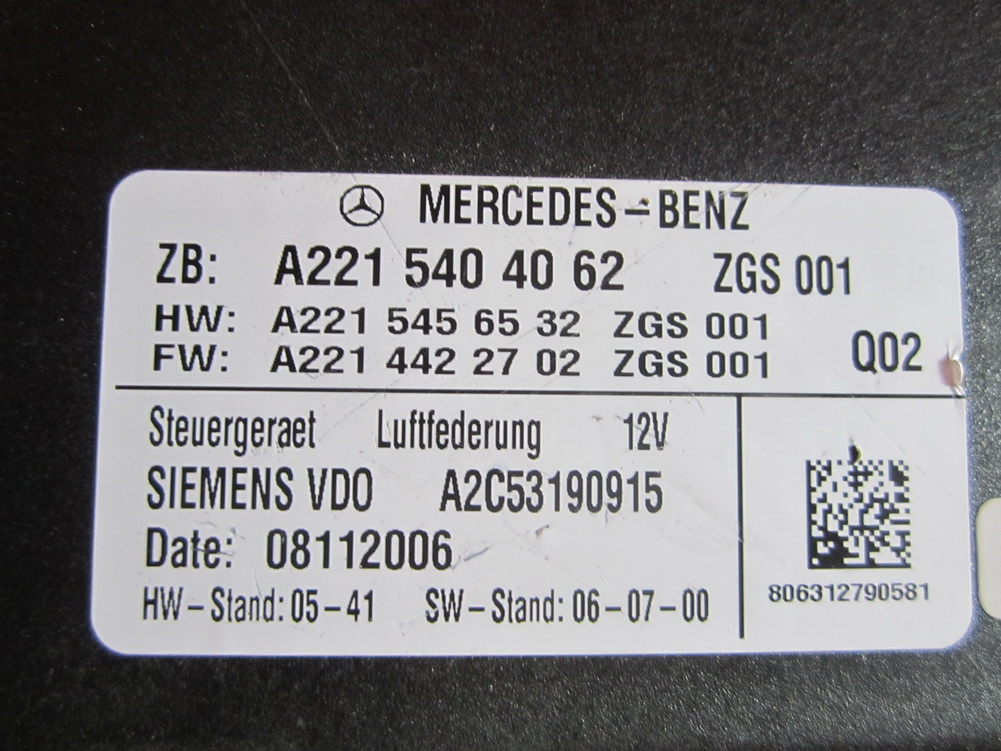 MERCEDES-BENZ
ZB: A221 540 40 62 ZGS 001
HW: A221 545 65 32 ZGS 001
FW: A221 442 27 02 ZGS 001 Q02
Steuergeraet Luftfederung 12V
SIEMENS VDO A2C53190915
Date: 08112006
HW-Stand: 05-41 SW-Stand: 06-07-00
806312790581